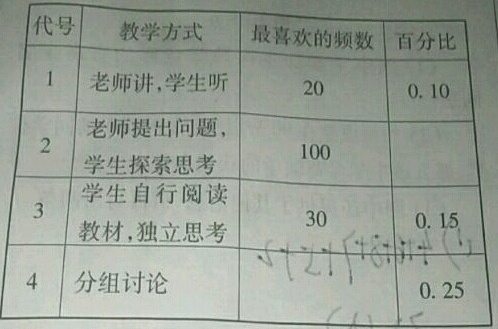 代号 教学方式 最喜欢的频数 百分比
1 老师讲,学生听 20 0.10
2 老师提出问题,学生探索思考 100
3 学生自行阅读教材,独立思考 30 0.15
4 分组讨论 0.25